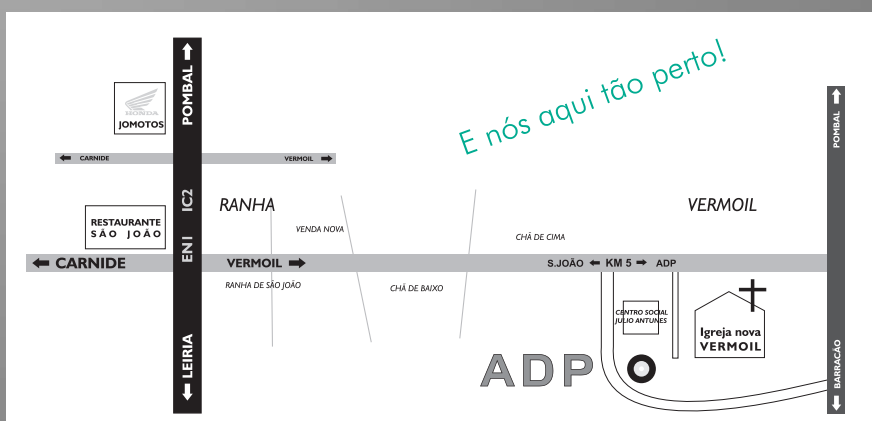 E nós aqui tão perto!
POMBAL
HONDA
JOMOTOS
CARNIDE
VERMOIL
POMBAL
IC2
RANHA
VERMOIL
RESTAURANTE
SÃO JOÃO
VENDA NOVA
CHÃ DE CIMA
EN1
CARNIDE
VERMOIL
S.JOÃO
KM 5
ADP
RANHA DE SÃO JOÃO
CHÃ DE BAIXO
CENTRO SOCIAL
JULIO ANTUNES
Igreja nova
VERMOIL
LEIRIA
ADP
BARRACÃO